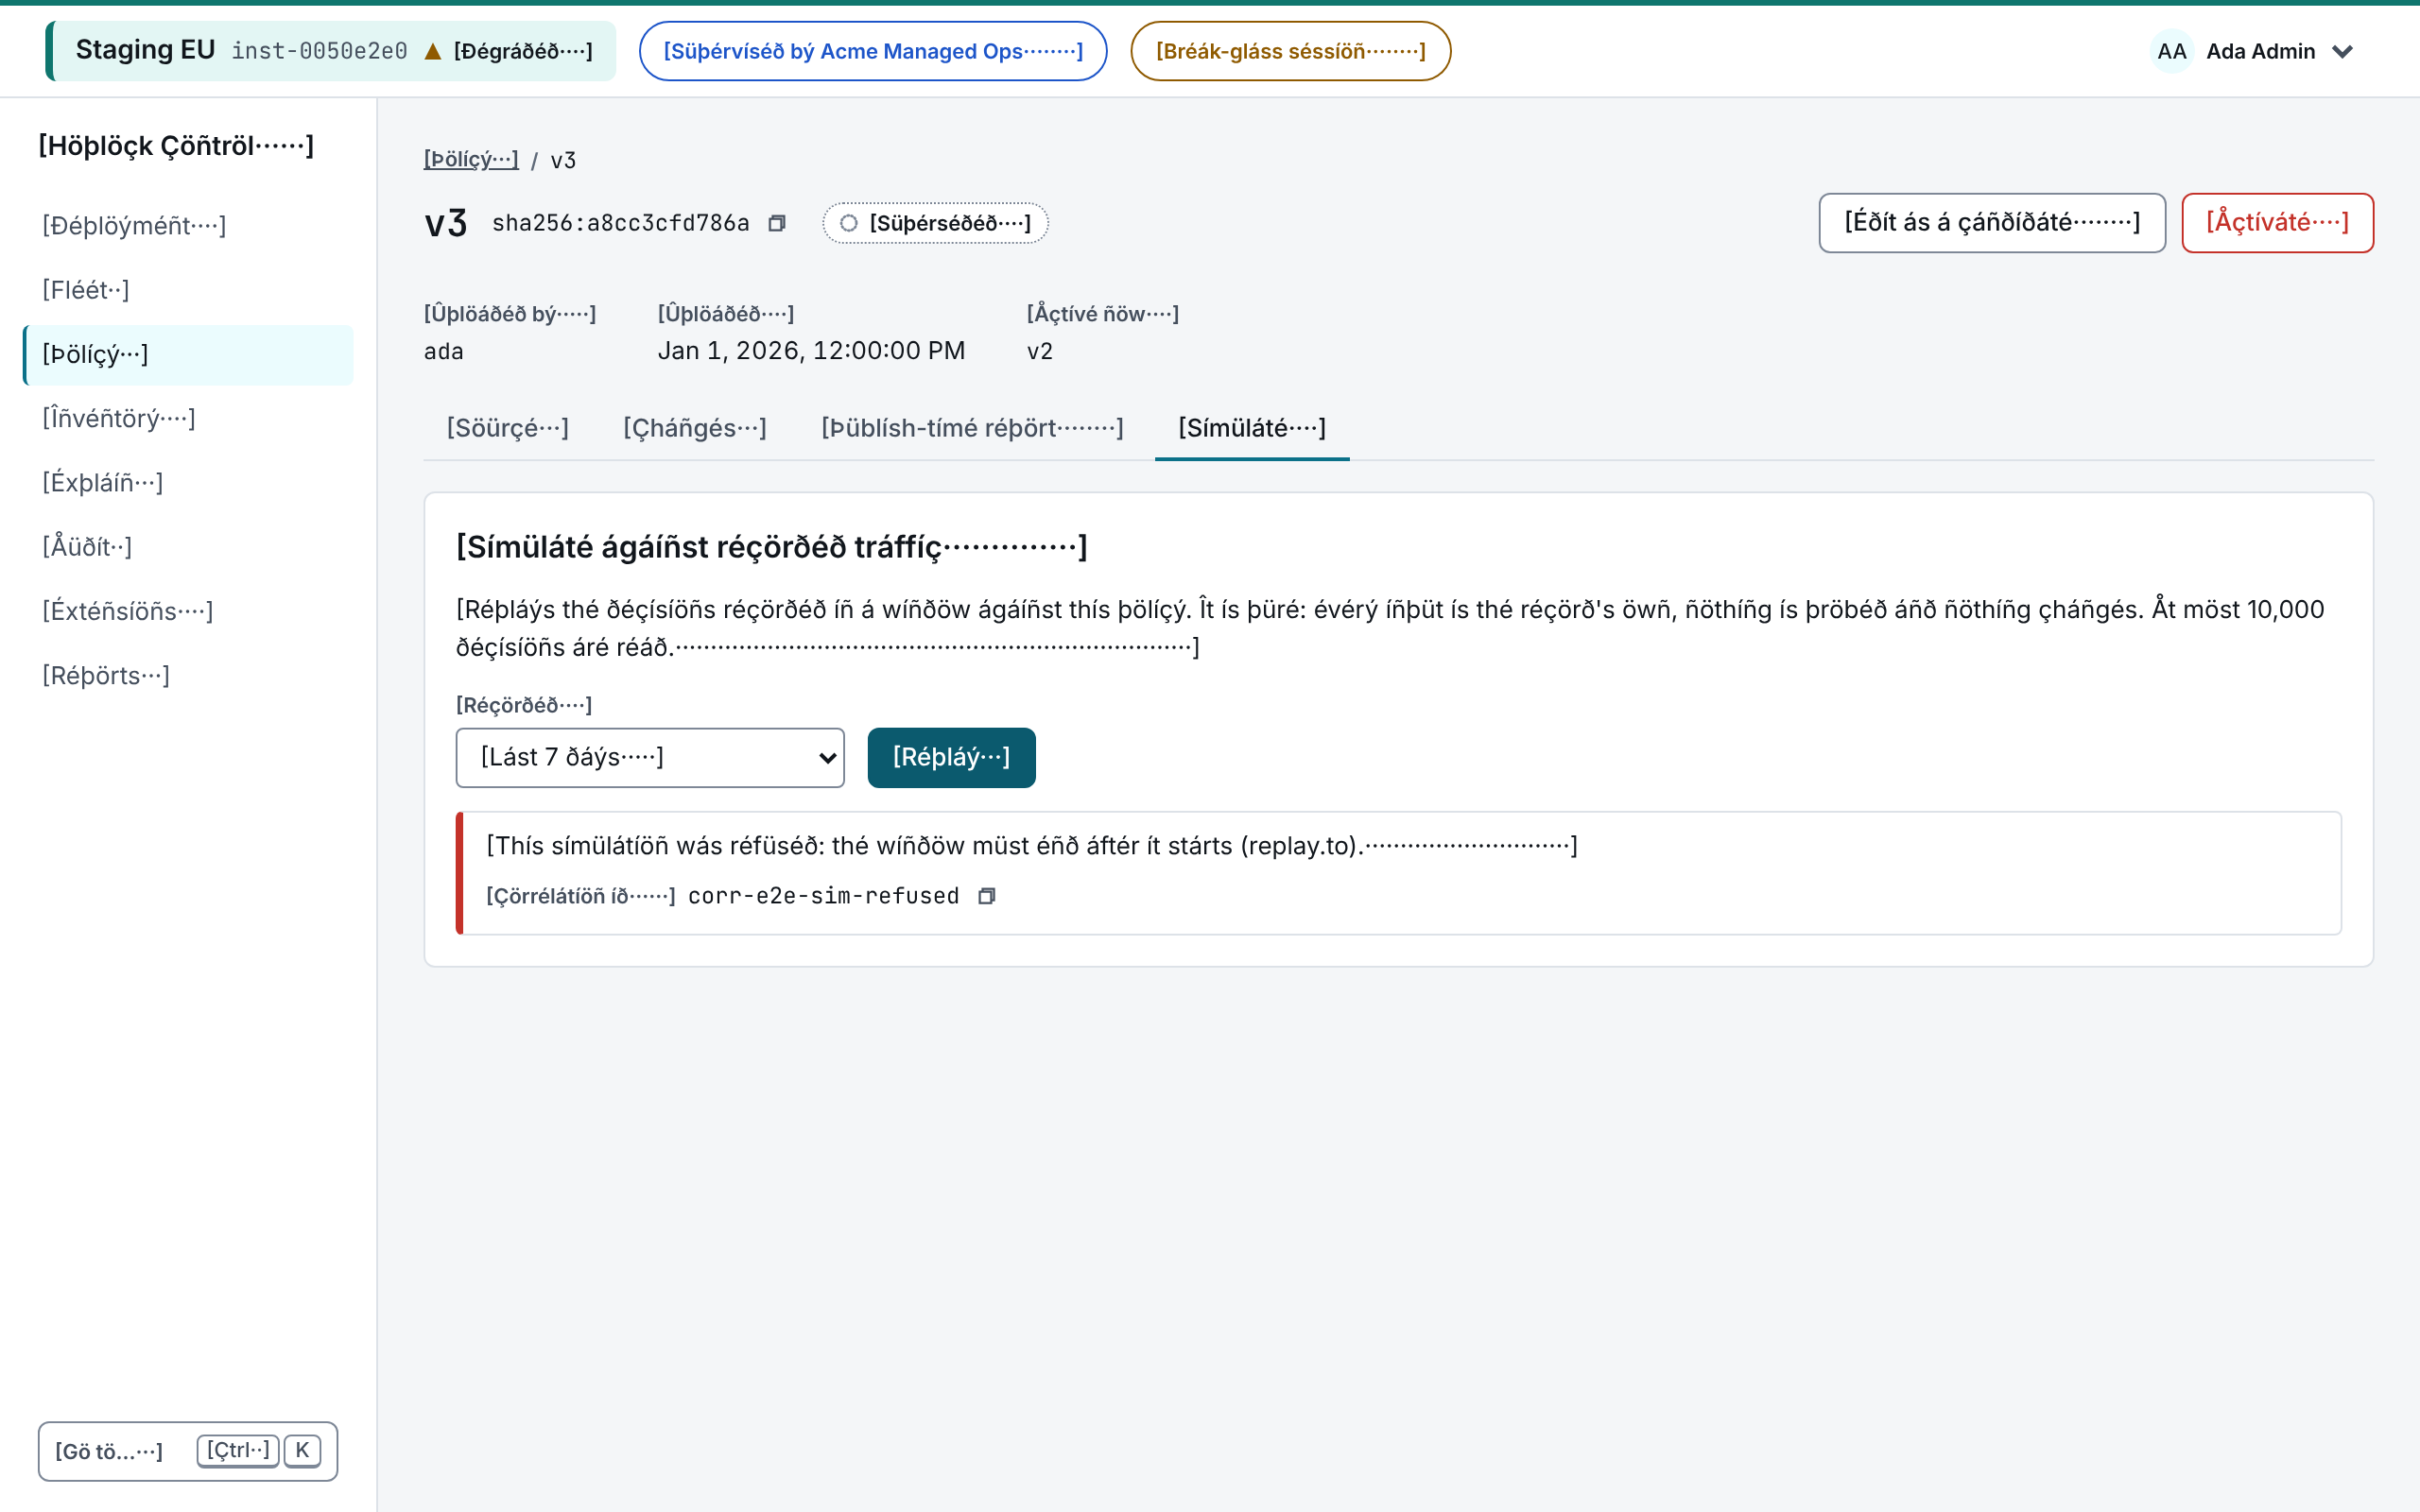 Staging EU inst-0050e2e0 ▲ [Ðégráðéð····]
[Süþérvíséð bý Acme Managed Ops········]
[Bréák-gláss séssíöñ········]
AA Ada Admin
[Höþlöçk Çöñtröl······]
[Ðéþlöýméñt····]
[Fléét··]
[Þölíçý···]
[Îñvéñtörý····]
[Éxþláíñ···]
[Åüðít··]
[Éxténsíöñs····]
[Réþörts···]
[Gö tö…···] [Çtrl··] K
[Þölíçý···] / v3
v3 sha256:a8cc3cfd786a [Süþérséðéð····]
[Éðít ás á çáñðíðáté········] [Åçtíváté····]
[Ûþlöáðéð bý·····] [Ûþlöáðéð····] [Åçtívé ñöw····]
ada Jan 1, 2026, 12:00:00 PM v2
[Söürçé···] [Çháñgés···] [Þüblísh-tímé réþört········] [Símüláté····]
[Símüláté ágáíñst réçörðéð tráffíç··············]
[Réþláýs thé ðéçísíöñs réçörðéð íñ á wíñðöw ágáíñst thís þölíçý. Ît ís þüré: évérý íñþüt ís thé réçörð's öwñ, ñöthíñg ís þröbéð áñð ñöthíñg çháñgés. Åt möst 10,000
ðéçísíöñs áré réáð.·········································································]
[Réçörðéð····]
[Lást 7 ðáýs·····] [Réþláý···]
[Thís símülátíöñ wás réfüséð: thé wíñðöw müst éñð áftér ít stárts (replay.to).·····························]
[Çörrélátíöñ íð······] corr-e2e-sim-refused